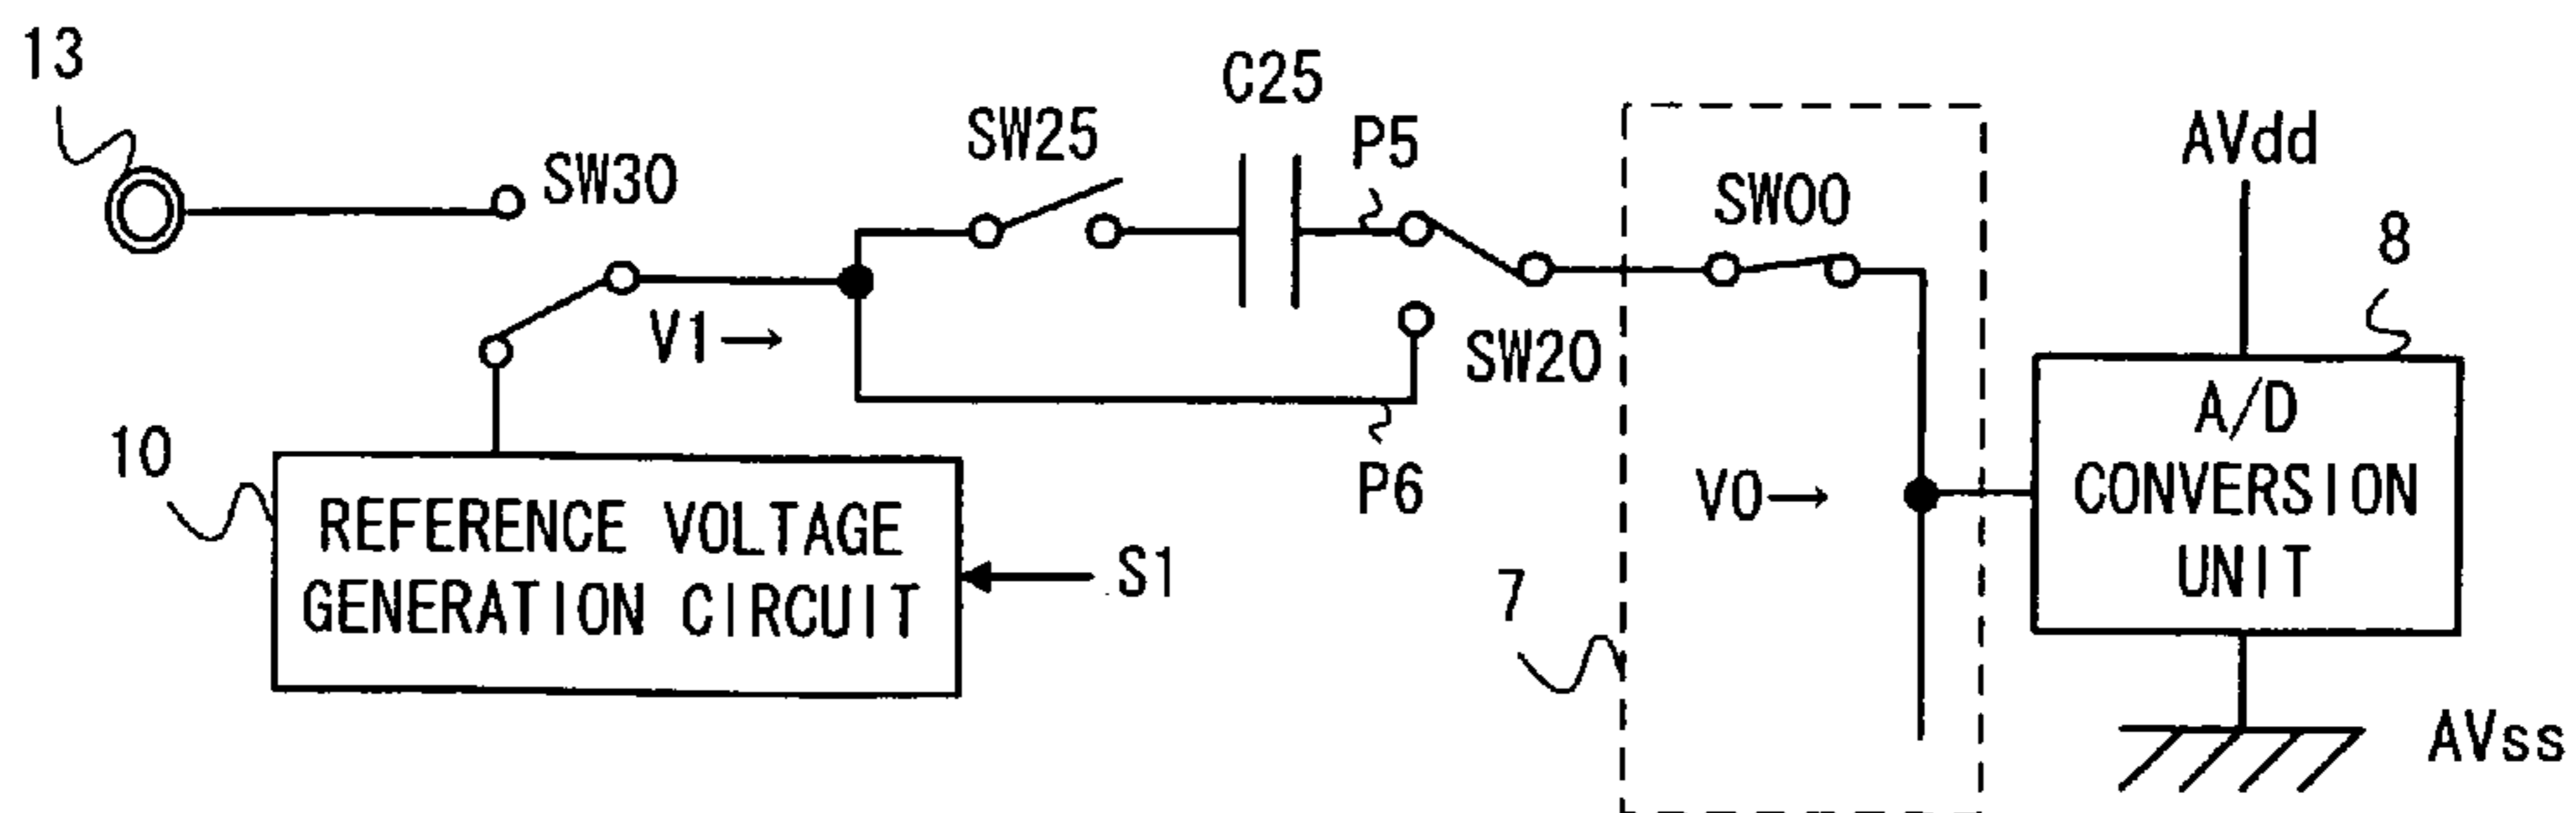 13
SW30
SW25
C25
P5
SW00
AVdd
8
V1→
SW20
P6
10
REFERENCE VOLTAGE
GENERATION CIRCUIT
S1
V0→
7
A/D
CONVERSION
UNIT
AVss